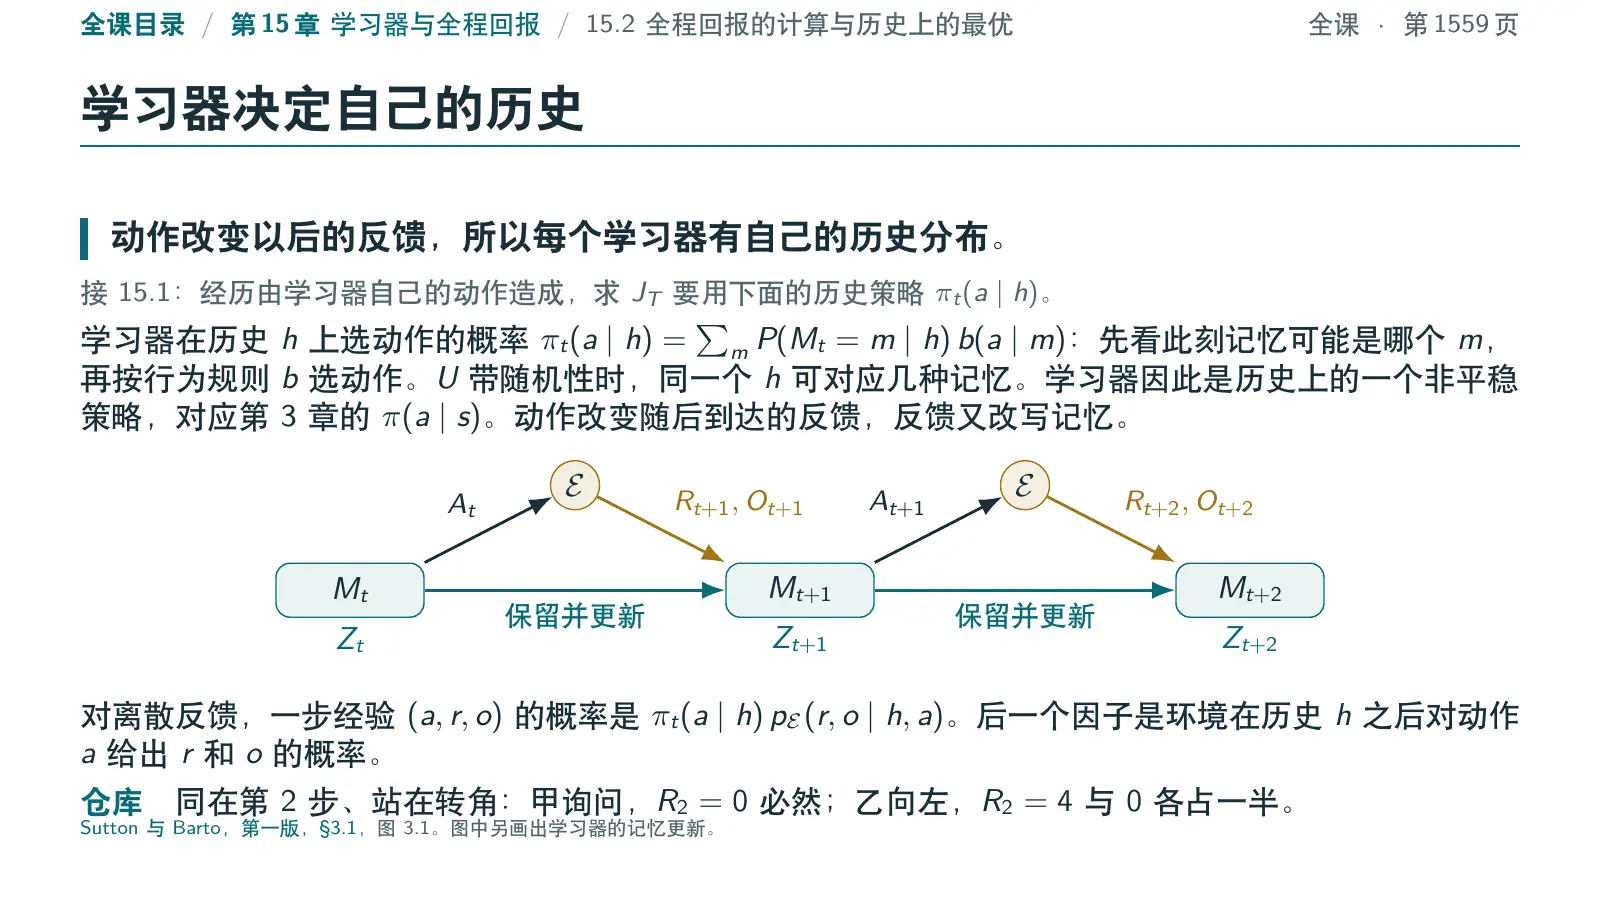 全课目录 / 第 15 章 学习器与全程回报 / 15.2 全程回报的计算与历史上的最优
全课 · 第 1559 页
学习器决定自己的历史
动作改变以后的反馈，所以每个学习器有自己的历史分布。
接 15.1：经历由学习器自己的动作造成，求 J_T 要用下面的历史策略 π_t(a | h)。
学习器在历史 h 上选动作的概率 π_t(a | h) = ∑_m P(M_t = m | h) b(a | m)：先看此刻记忆可能是哪个 m，
再按行为规则 b 选动作。U 带随机性时，同一个 h 可对应几种记忆。学习器因此是历史上的一个非平稳
策略，对应第 3 章的 π(a | s)。动作改变随后到达的反馈，反馈又改写记忆。
A_t ℰ R_{t+1}, O_{t+1} A_{t+1} ℰ R_{t+2}, O_{t+2}
M_t M_{t+1} M_{t+2}
保留并更新 保留并更新
Z_t Z_{t+1} Z_{t+2}
对离散反馈，一步经验 (a, r, o) 的概率是 π_t(a | h) p_ℰ(r, o | h, a)。后一个因子是环境在历史 h 之后对动作
a 给出 r 和 o 的概率。
仓库 同在第 2 步、站在转角：甲询问，R_2 = 0 必然；乙向左，R_2 = 4 与 0 各占一半。
Sutton 与 Barto，第一版，§3.1，图 3.1。图中另画出学习器的记忆更新。